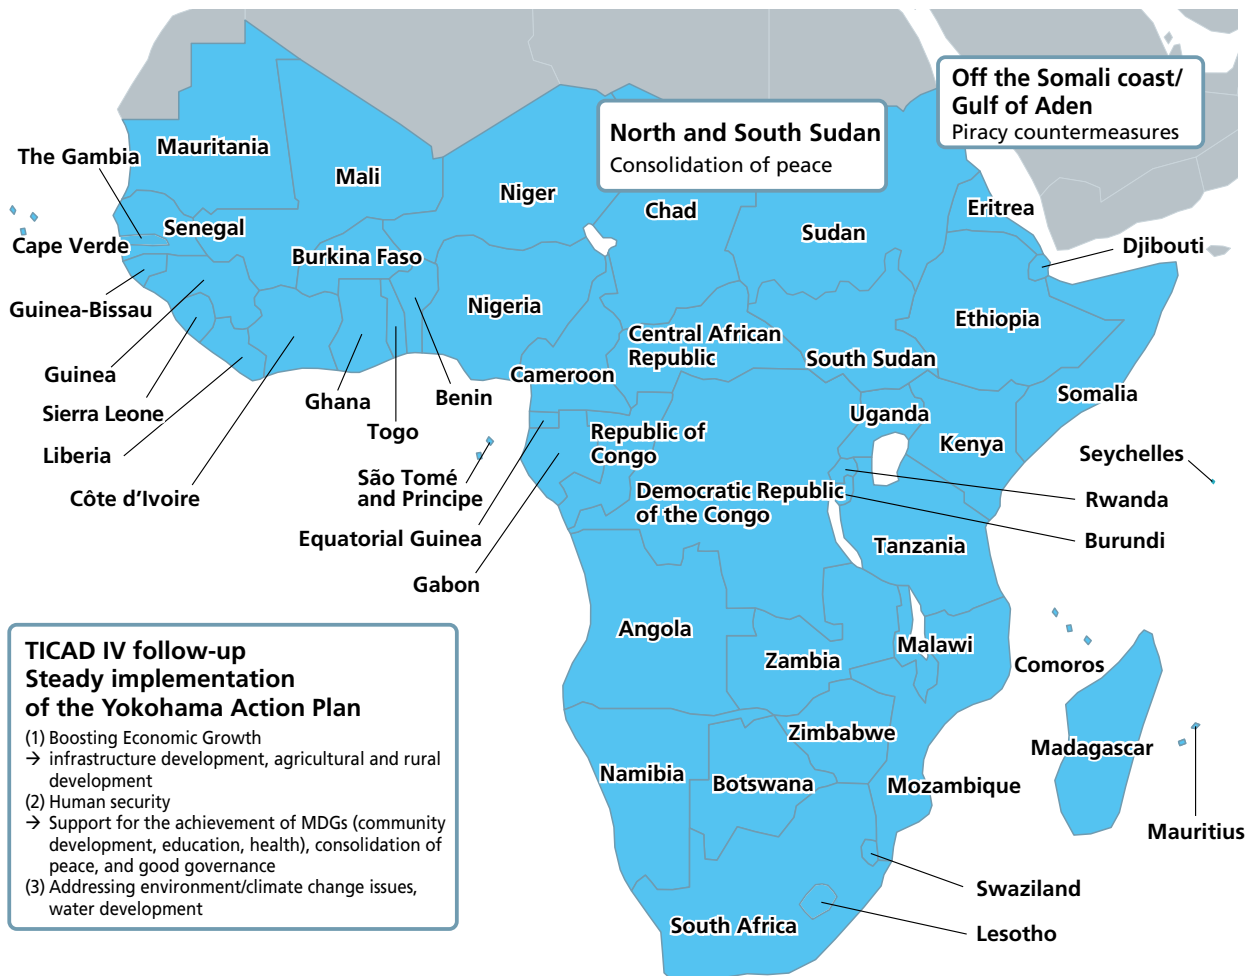 Off the Somali coast/
Gulf of Aden
Piracy countermeasures
North and South Sudan
Consolidation of peace
Mauritania
The Gambia
Mali
Niger
Chad
Eritrea
Senegal
Sudan
Cape Verde
Djibouti
Burkina Faso
Guinea-Bissau
Nigeria
Ethiopia
Central African
Republic
South Sudan
Guinea
Cameroon
Somalia
Benin
Ghana
Sierra Leone
Uganda
Togo
Republic of
Congo
Kenya
Liberia
Seychelles
São Tomé
and Principe
Côte d’Ivoire
Democratic Republic
of the Congo
Rwanda
Equatorial Guinea
Burundi
Tanzania
Gabon
Angola
Malawi
Zambia
Comoros
TICAD IV follow-up
Steady implementation
of the Yokohama Action Plan
(1) Boosting Economic Growth
→ infrastructure development, agricultural and rural
development
(2) Human security
→ Support for the achievement of MDGs (community
development, education, health), consolidation of
peace, and good governance
(3) Addressing environment/climate change issues,
water development
Zimbabwe
Madagascar
Namibia
Botswana
Mozambique
Mauritius
Swaziland
South Africa
Lesotho